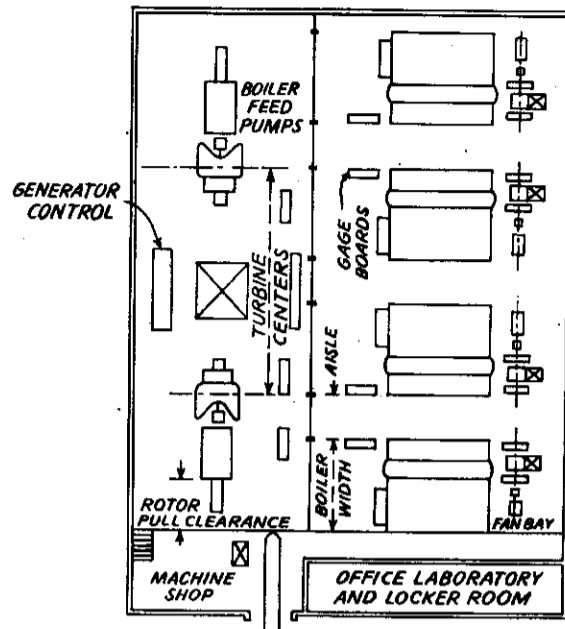 BOILER
FEED
PUMPS
GENERATOR
CONTROL
GAGE
BOARDS
TURBINE
CENTERS
AISLE
BOILER
WIDTH
ROTOR
PULL CLEARANCE
FAN BAY
MACHINE
SHOP
OFFICE LABORATORY
AND LOCKER ROOM